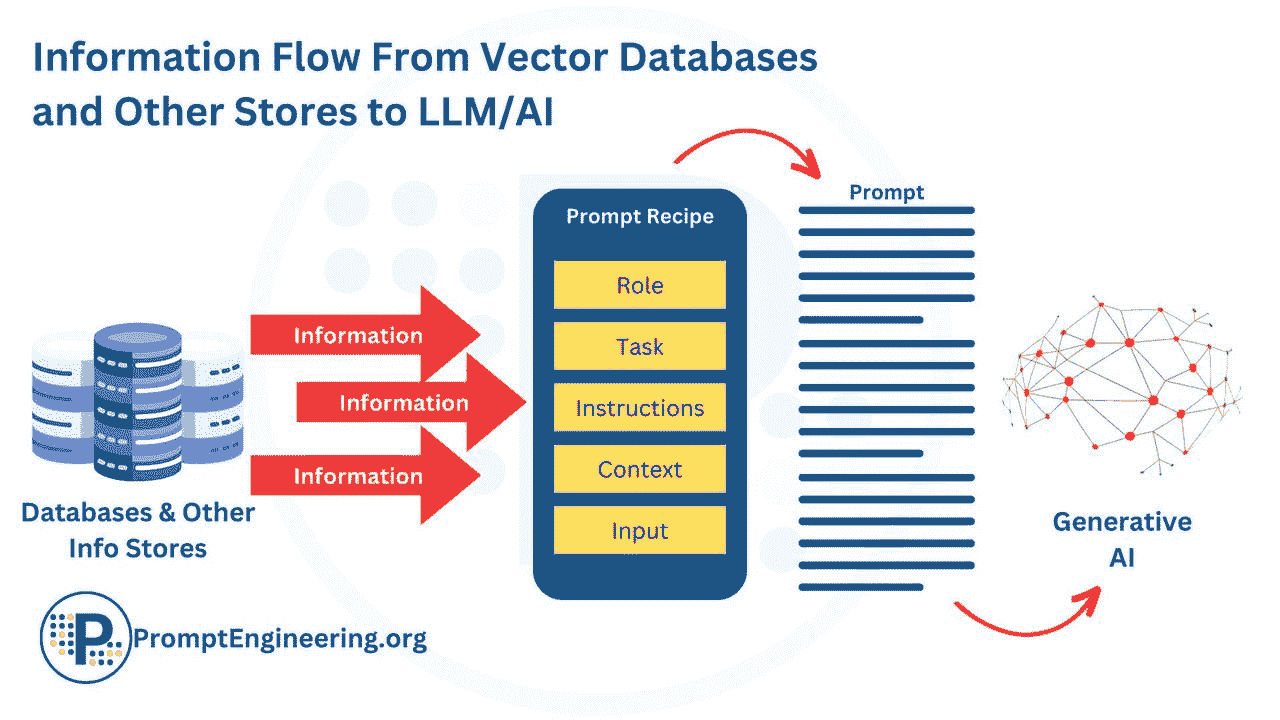 Information Flow From Vector Databases
and Other Stores to LLM/AI
Prompt Recipe
Role
Task
Instructions
Context
Input
Prompt
Information
Information
Information
Databases & Other
Info Stores
Generative
AI
P
PromptEngineering.org